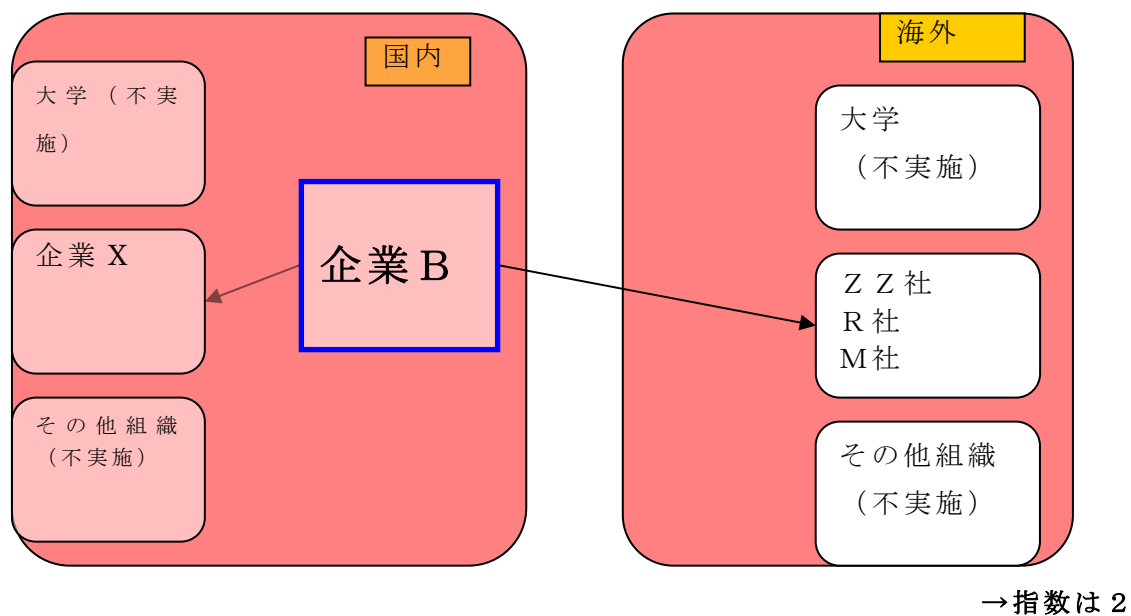 国内
大学（不実
施）
企業X
その他組織
（不実施）
企業B
海外
大学
（不実施）
ＺＺ社
R社
M社
その他組織
（不実施）
→指数は2